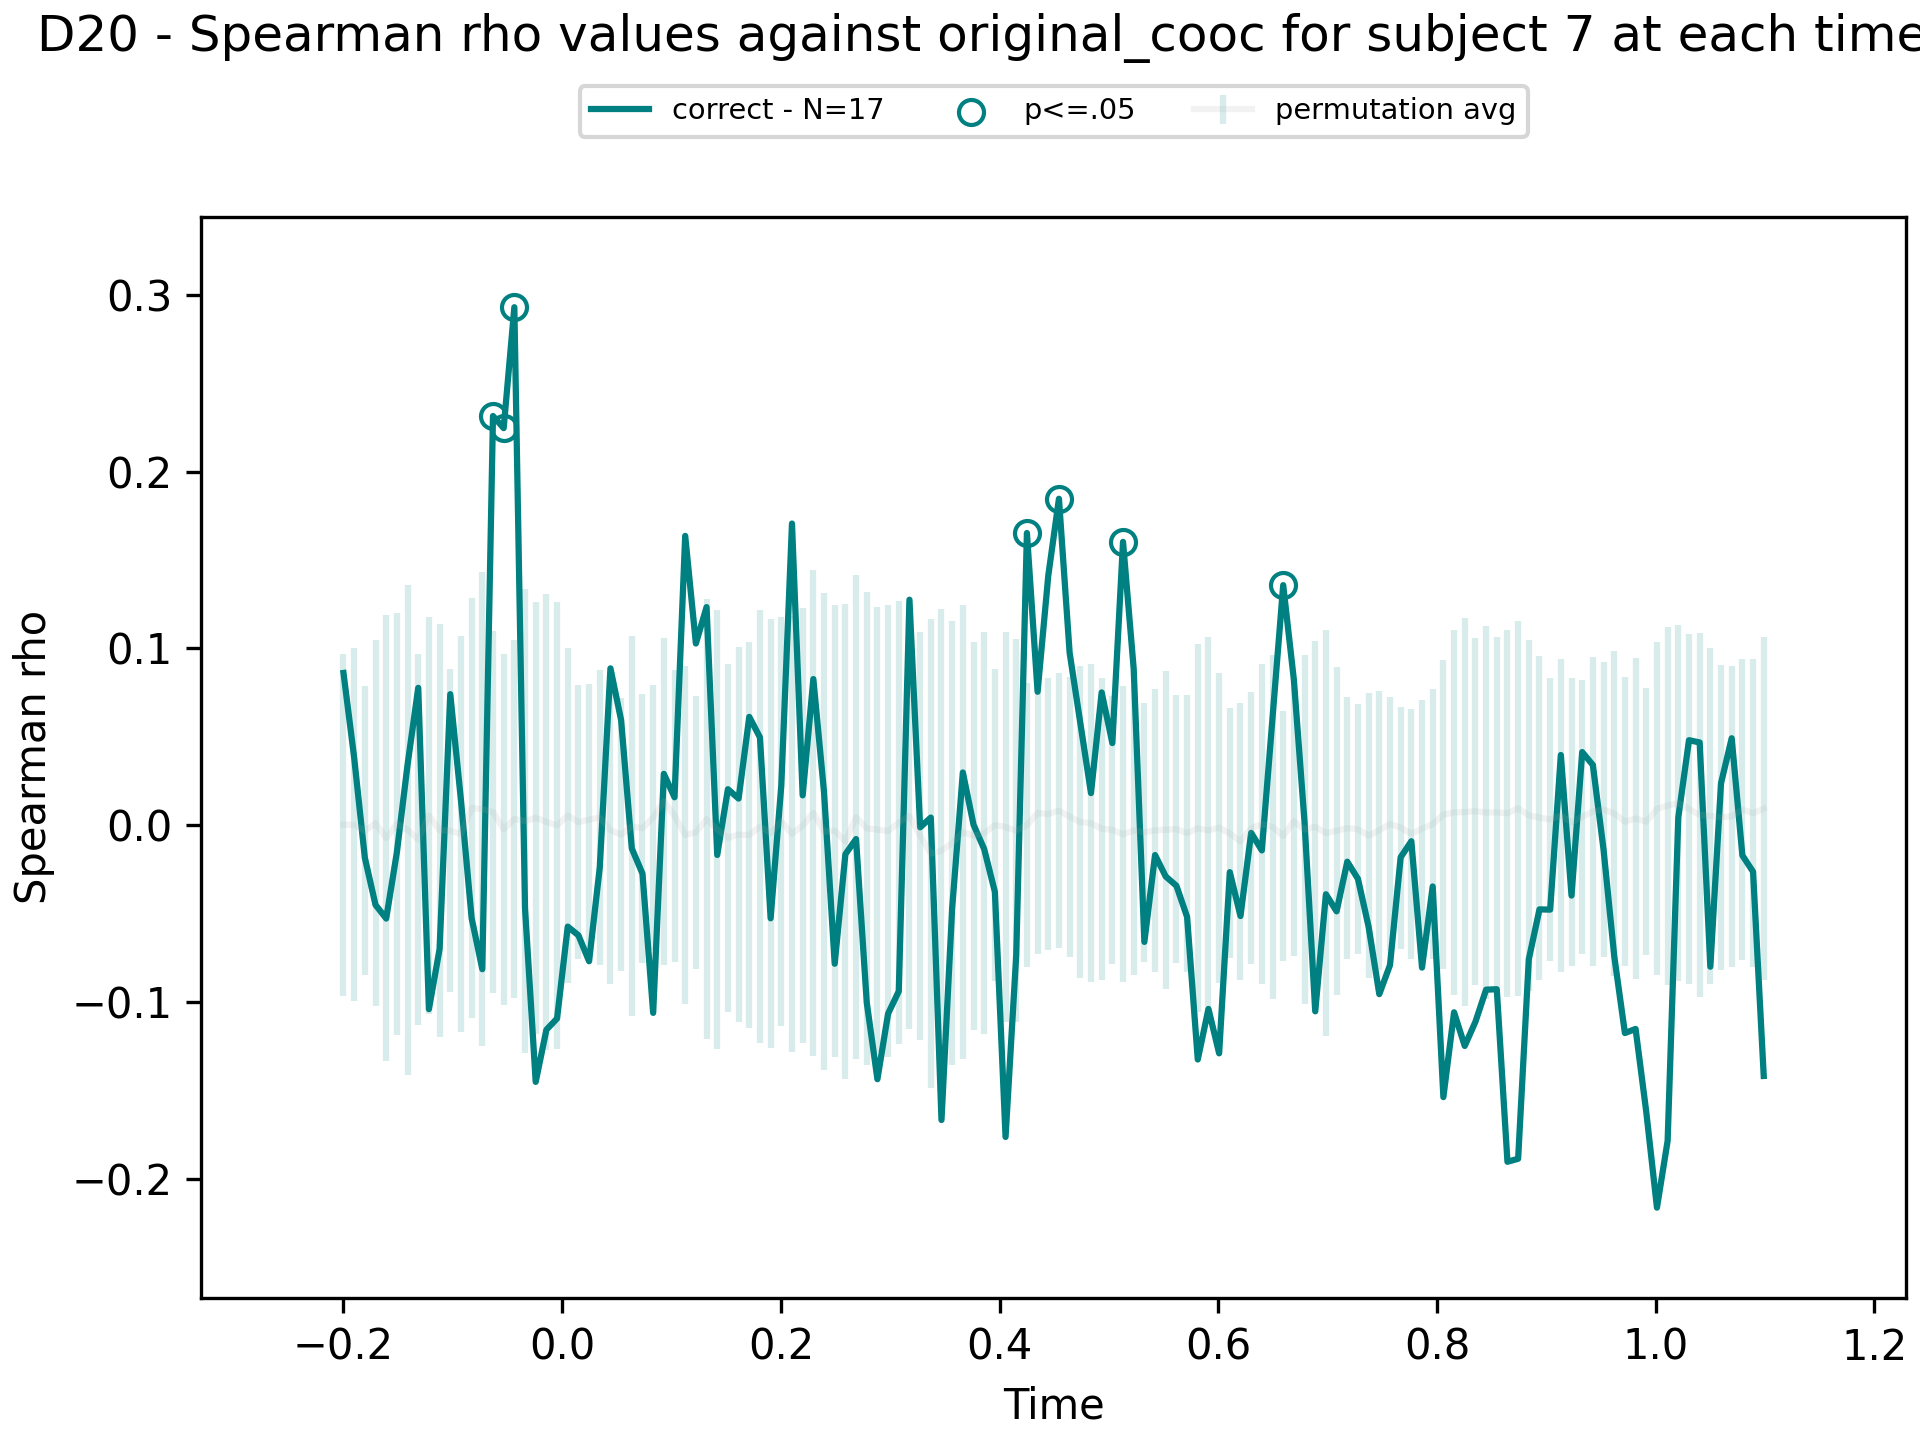 D20 - Spearman rho values against original_cooc for subject 7 at each time
correct - N=17 p<=.05 permutation avg
0.3
0.2
0.1
0.0
−0.1
−0.2
Spearman rho
−0.2 0.0 0.2 0.4 0.6 0.8 1.0 1.2
Time